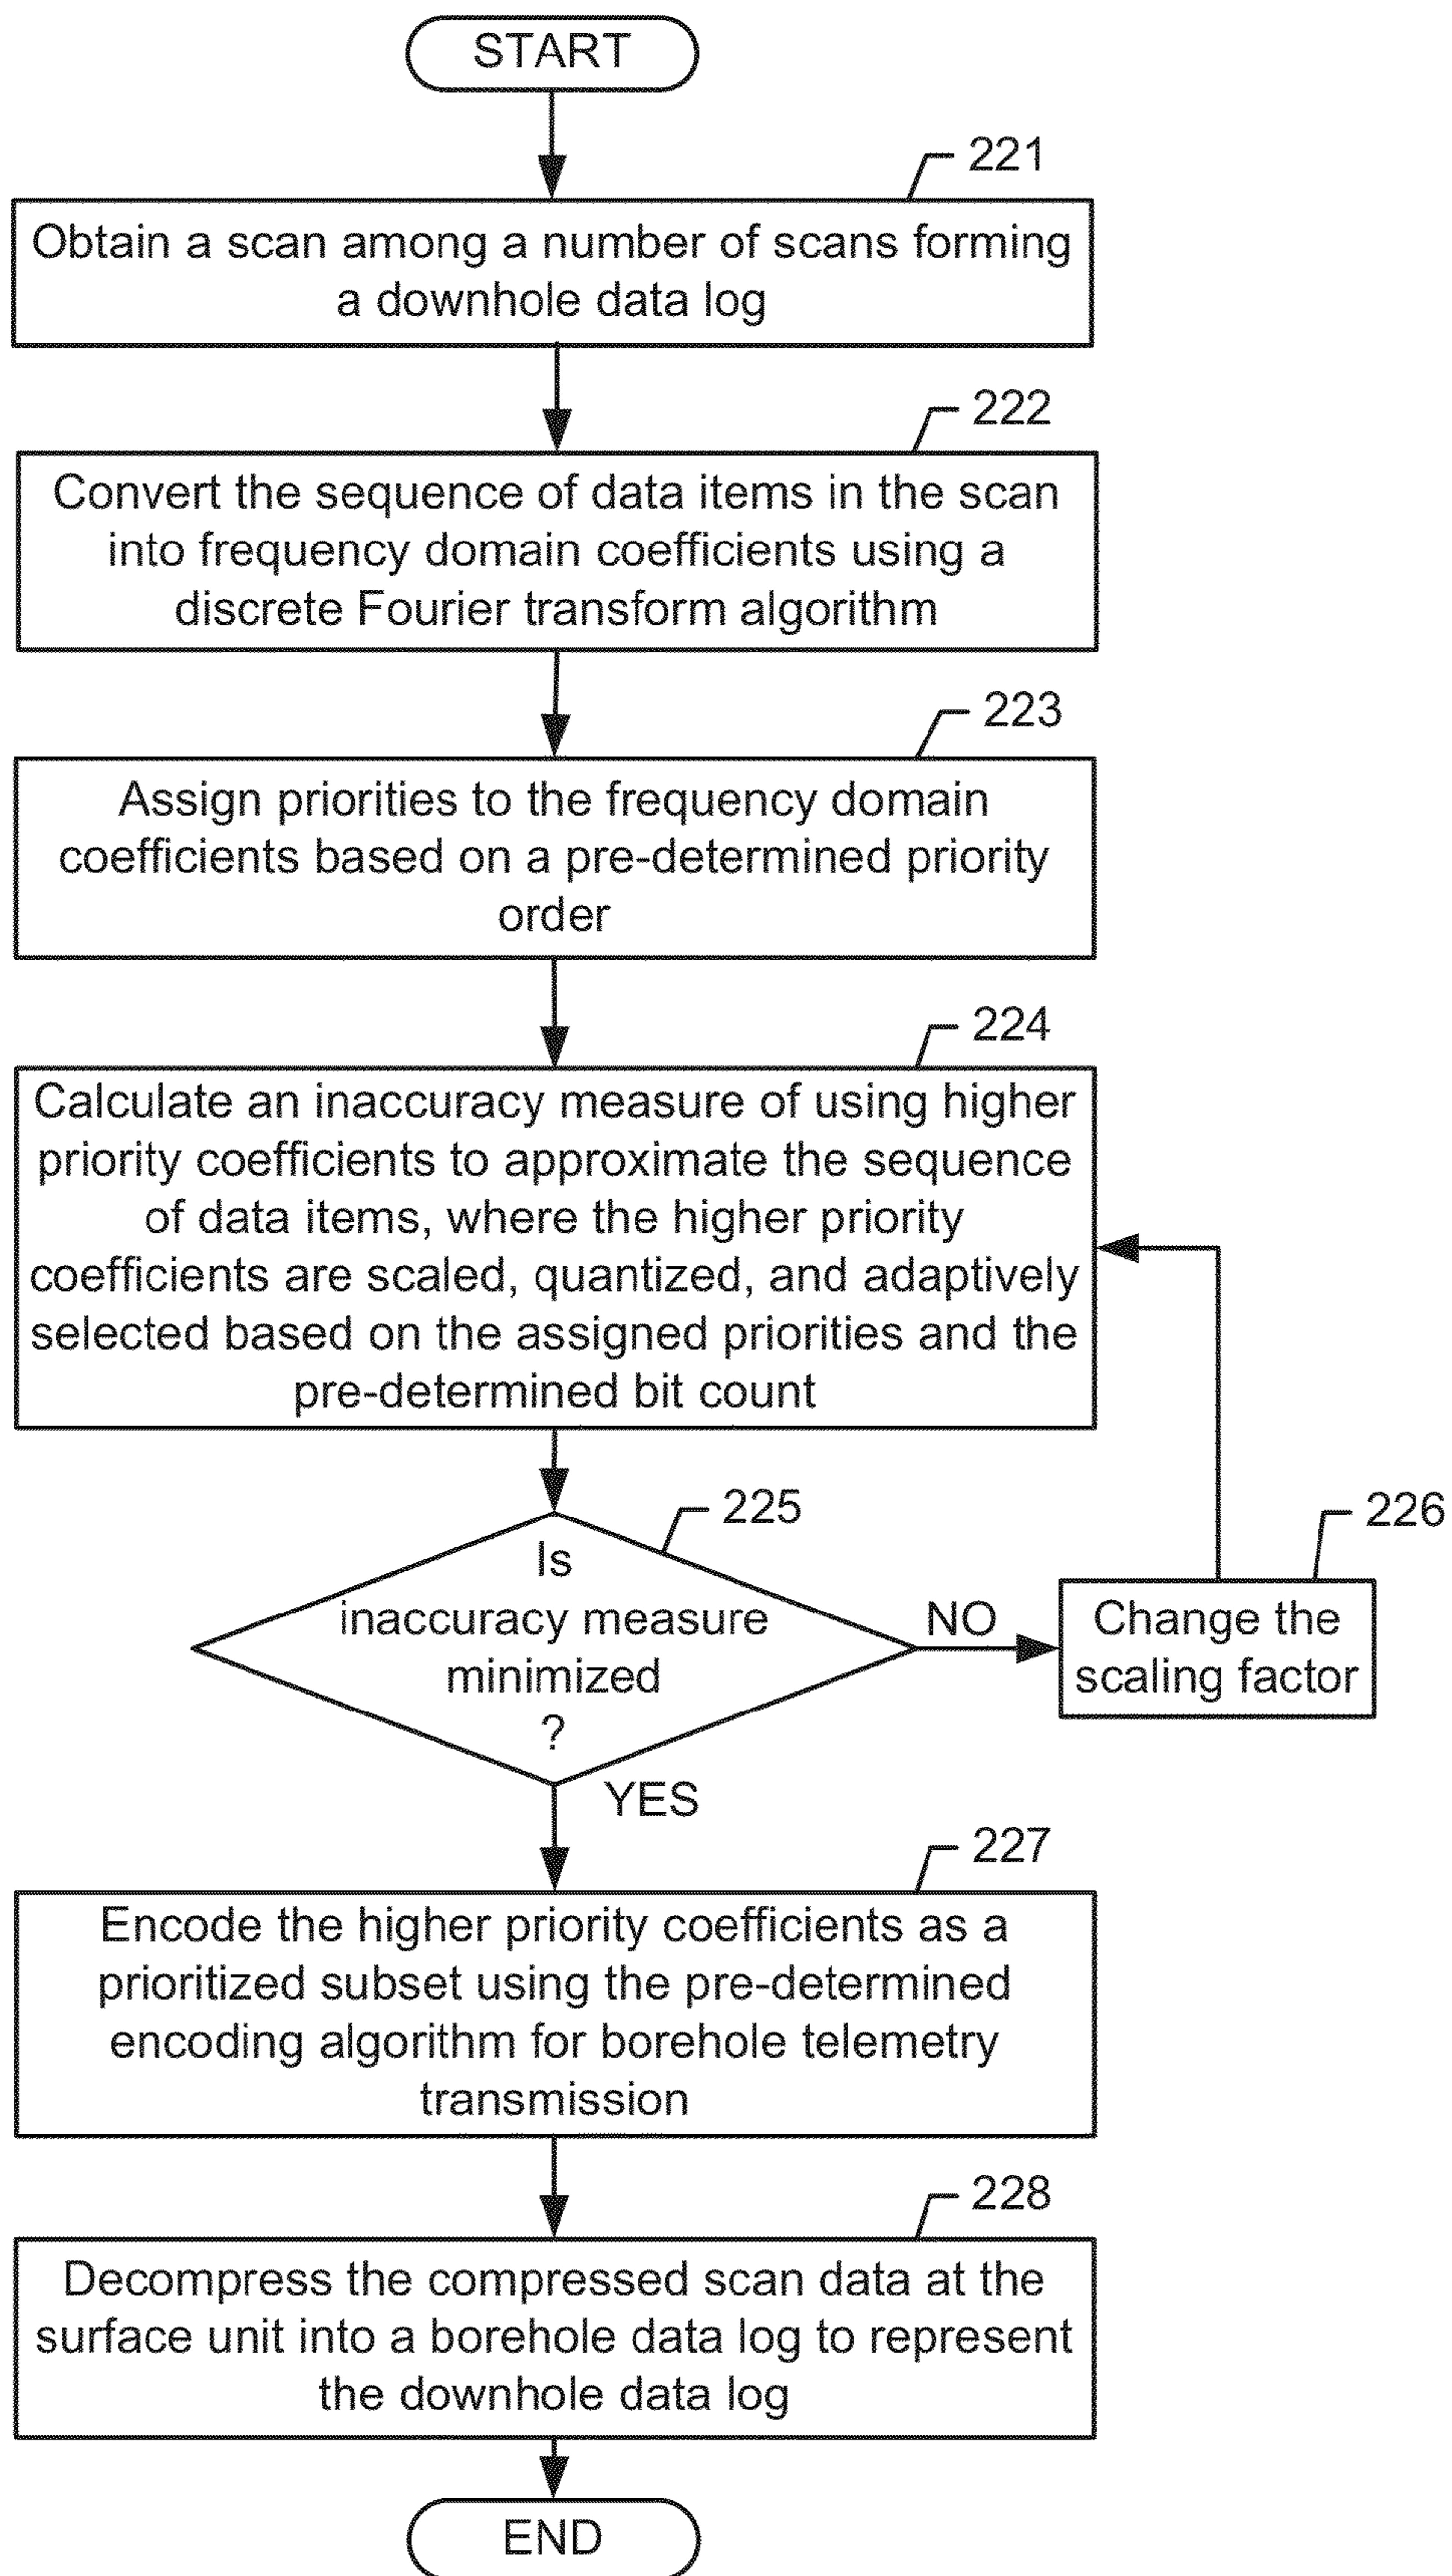 START
221
Obtain a scan among a number of scans forming
a downhole data log
222
Convert the sequence of data items in the scan
into frequency domain coefficients using a
discrete Fourier transform algorithm
223
Assign priorities to the frequency domain
coefficients based on a pre-determined priority
order
224
Calculate an inaccuracy measure of using higher
priority coefficients to approximate the sequence
of data items, where the higher priority
coefficients are scaled, quantized, and adaptively
selected based on the assigned priorities and the
pre-determined bit count
225
Is
inaccuracy measure
minimized
?
NO
226
Change the
scaling factor
YES
227
Encode the higher priority coefficients as a
prioritized subset using the pre-determined
encoding algorithm for borehole telemetry
transmission
228
Decompress the compressed scan data at the
surface unit into a borehole data log to represent
the downhole data log
END